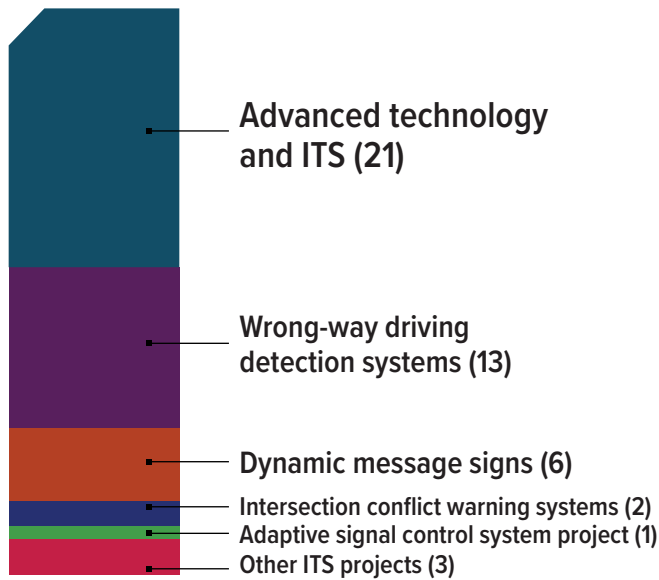 Advanced technology
and ITS (21)
Wrong-way driving
detection systems (13)
Dynamic message signs (6)
Intersection conflict warning systems (2)
Adaptive signal control system project (1)
Other ITS projects (3)